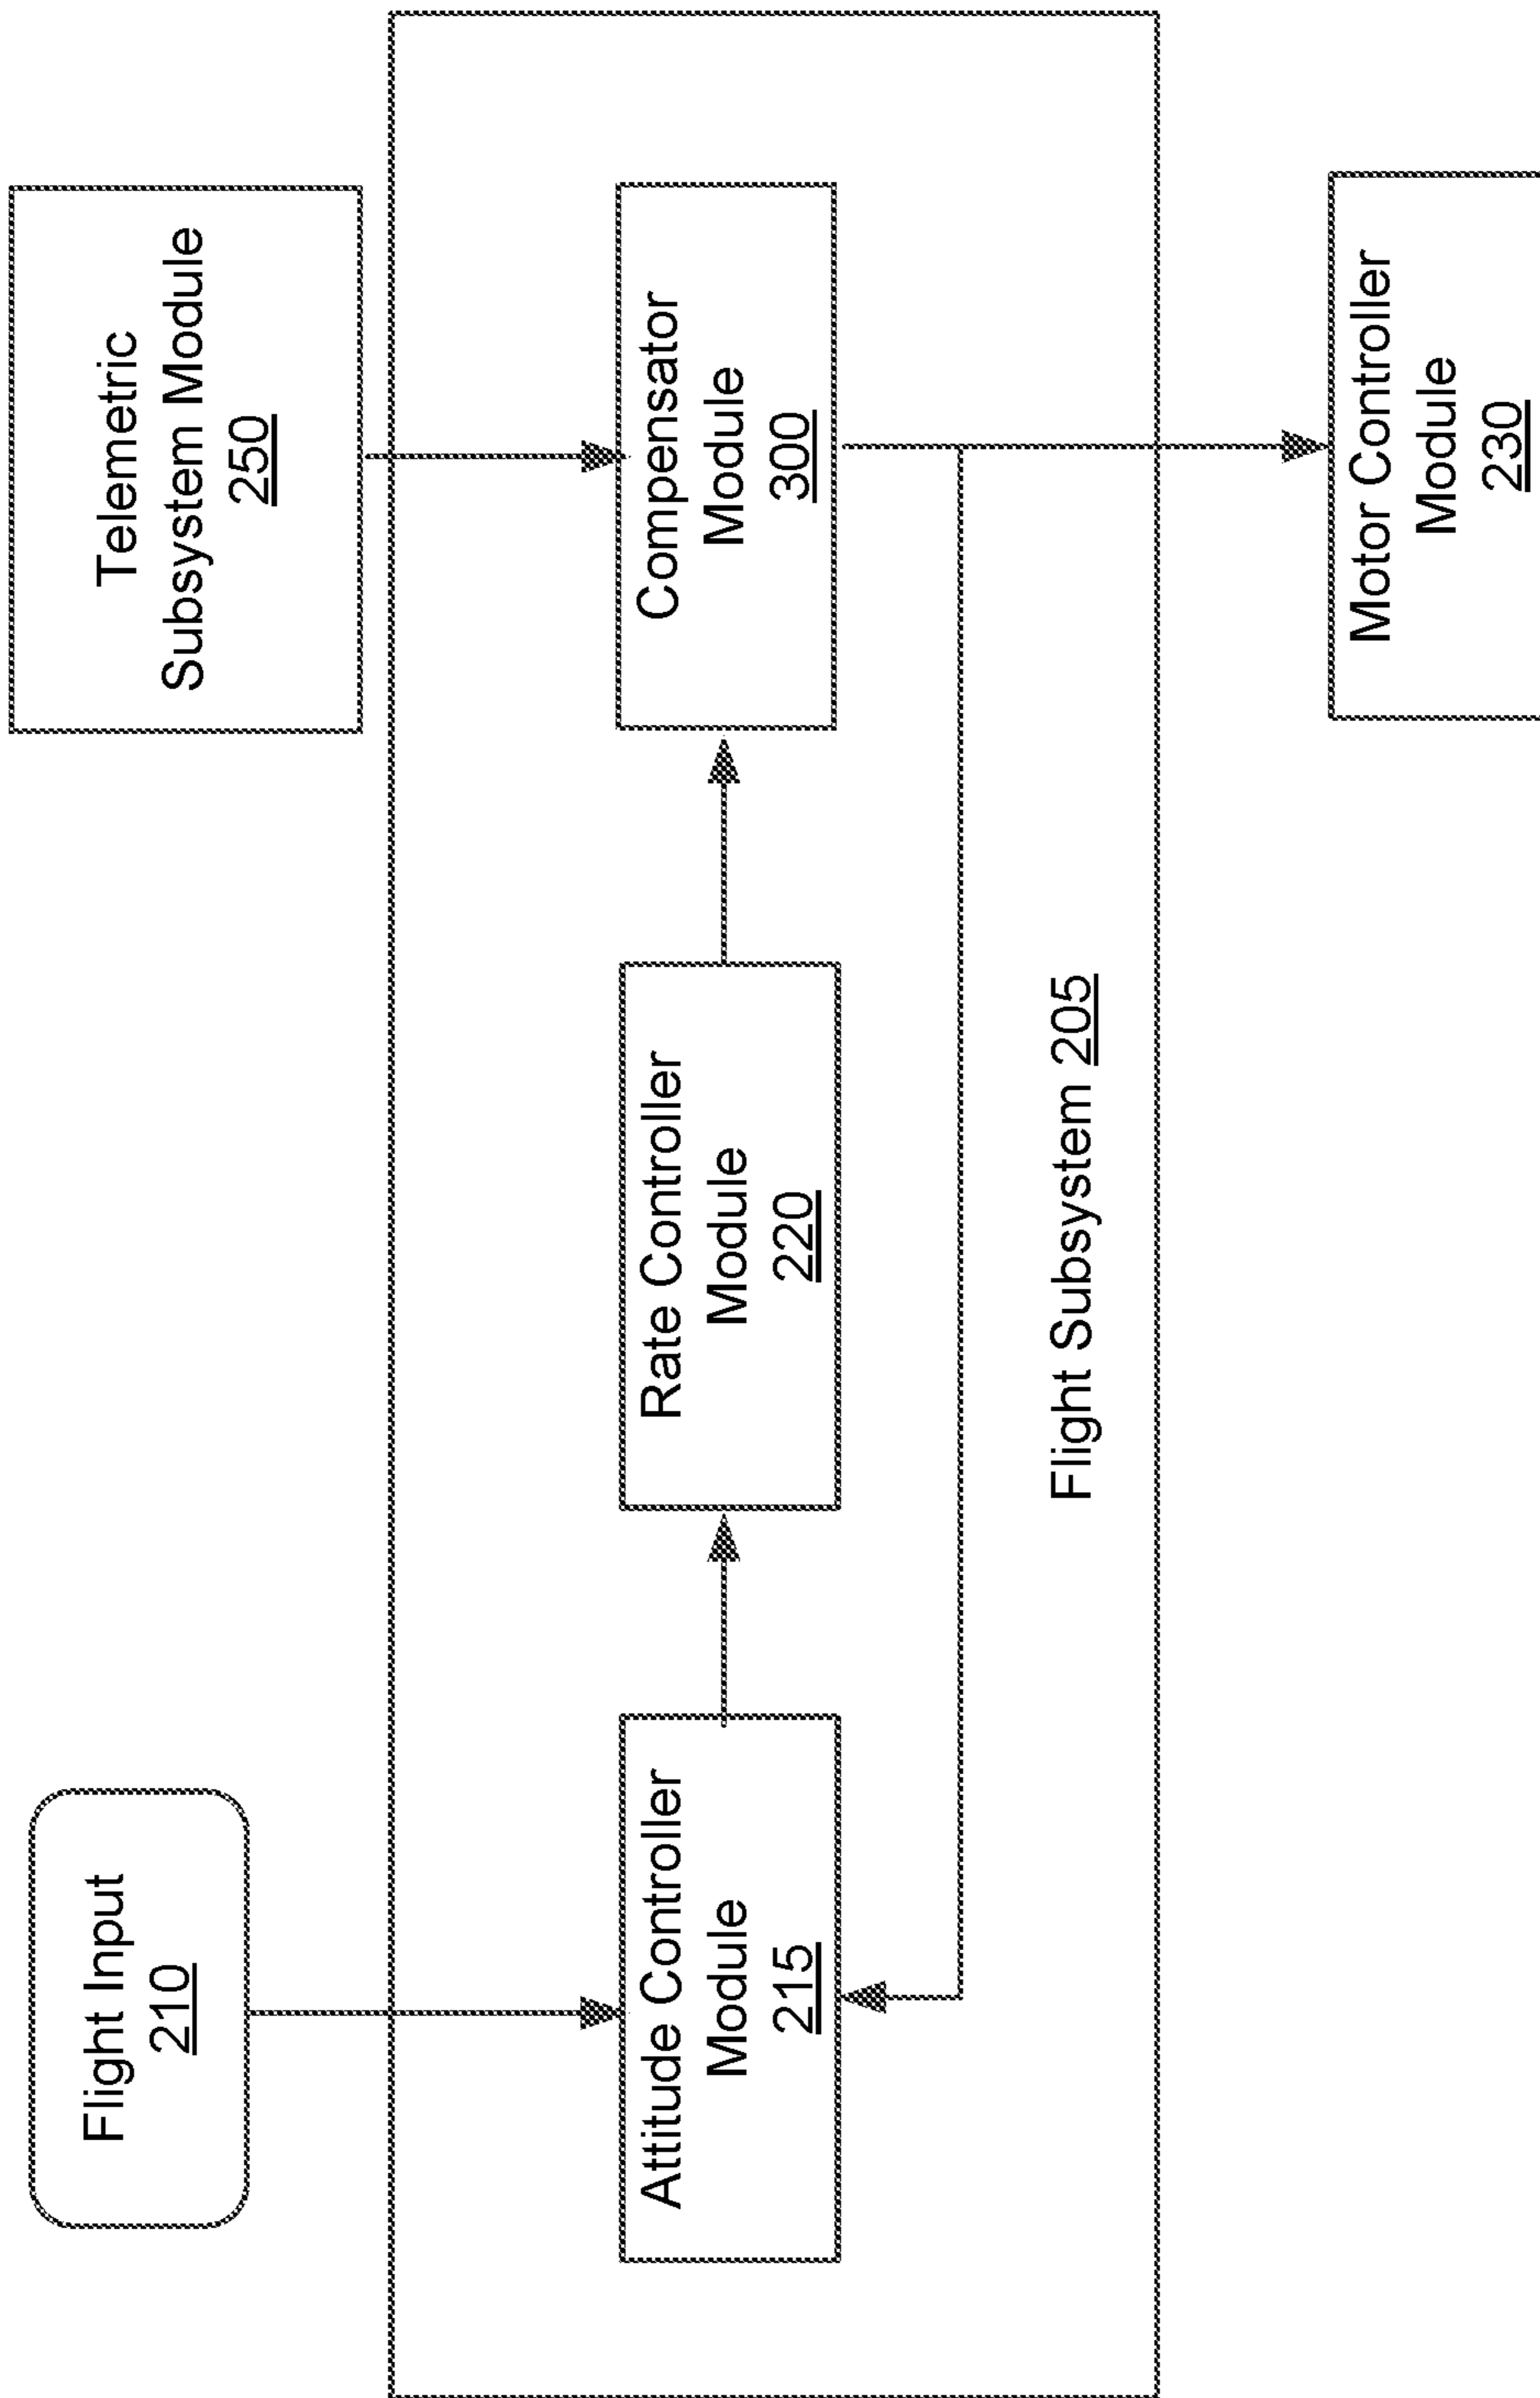 Flight Input
210
Telemetric
Subsystem Module
250
Attitude Controller
Module
215
Rate Controller
Module
220
Compensator
Module
300
Flight Subsystem 205
Motor Controller
Module
230